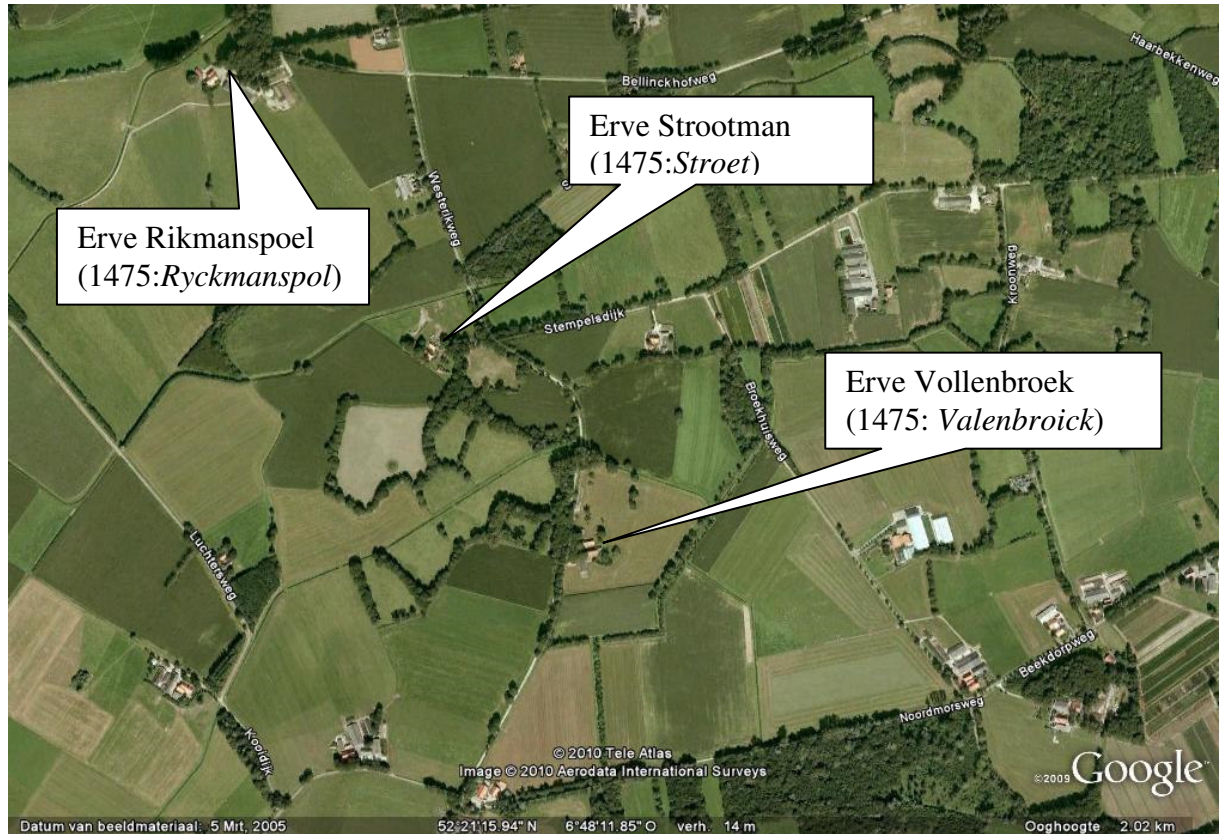 Haarbekkenweg
Bellinckhofweg
Erve Strootman
(1475:Stroet)
Westerikweg
Erve Rikmanspoel
(1475:Ryckmanspol)
Kroonweg
Stempelsdijk
Erve Vollenbroek
(1475: Valenbroick)
Broekhuisweg
Luchtersweg
Beekdorpweg
Noordmorsweg
Kooidijk
© 2010 Tele Atlas
Image © 2010 Aerodata International Surveys
©2009 Google™
Datum van beeldmateriaal: 5 Mrt, 2005 52°21'15.94" N 6°48'11.85" O verh. 14 m Ooghoogte 2.02 km